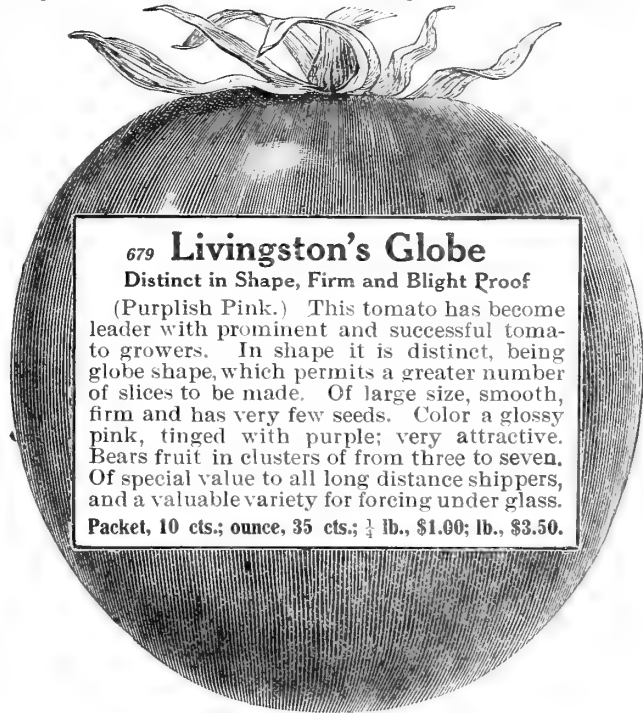 679 Livingston's Globe
Distinct in Shape, Firm and Blight Proof
(Purplish Pink.) This tomato has become
leader with prominent and successful toma-
to growers. In shape it is distinct, being
globe shape, which permits a greater number
of slices to be made. Of large size, smooth,
firm and has very few seeds. Color a glossy
pink, tinged with purple; very attractive.
Bears fruit in clusters of from three to seven.
Of special value to all long distance shippers,
and a valuable variety for forcing under glass.
Packet, 10 cts.; ounce, 35 cts.; ¼ lb., $1.00; lb., $3.50.